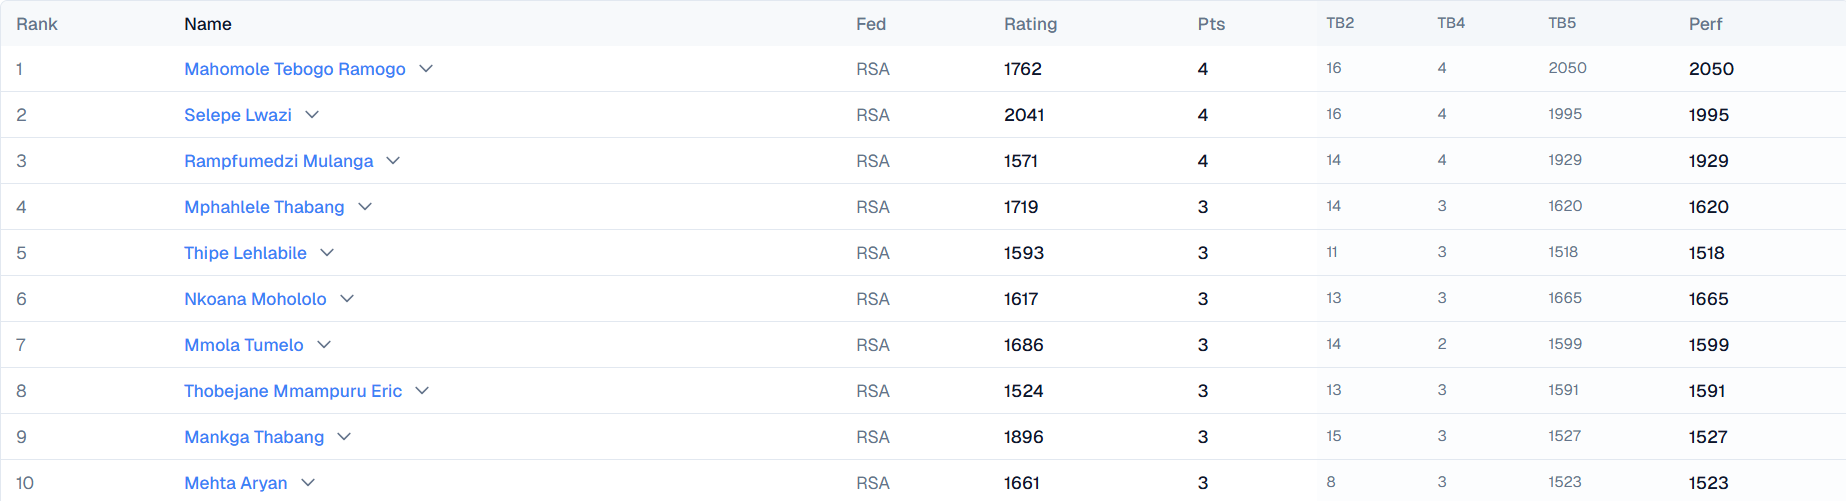 Rank Name Fed Rating Pts TB2 TB4 TB5 Perf
1 Mahomole Tebogo Ramogo RSA 1762 4 16 4 2050 2050
2 Selepe Lwazi RSA 2041 4 16 4 1995 1995
3 Rampfumedzi Mulanga RSA 1571 4 14 4 1929 1929
4 Mphahlele Thabang RSA 1719 3 14 3 1620 1620
5 Thipe Lehlabile RSA 1593 3 11 3 1518 1518
6 Nkoana Mohololo RSA 1617 3 13 3 1665 1665
7 Mmola Tumelo RSA 1686 3 14 2 1599 1599
8 Thobejane Mmampuru Eric RSA 1524 3 13 3 1591 1591
9 Mankga Thabang RSA 1896 3 15 3 1527 1527
10 Mehta Aryan RSA 1661 3 8 3 1523 1523